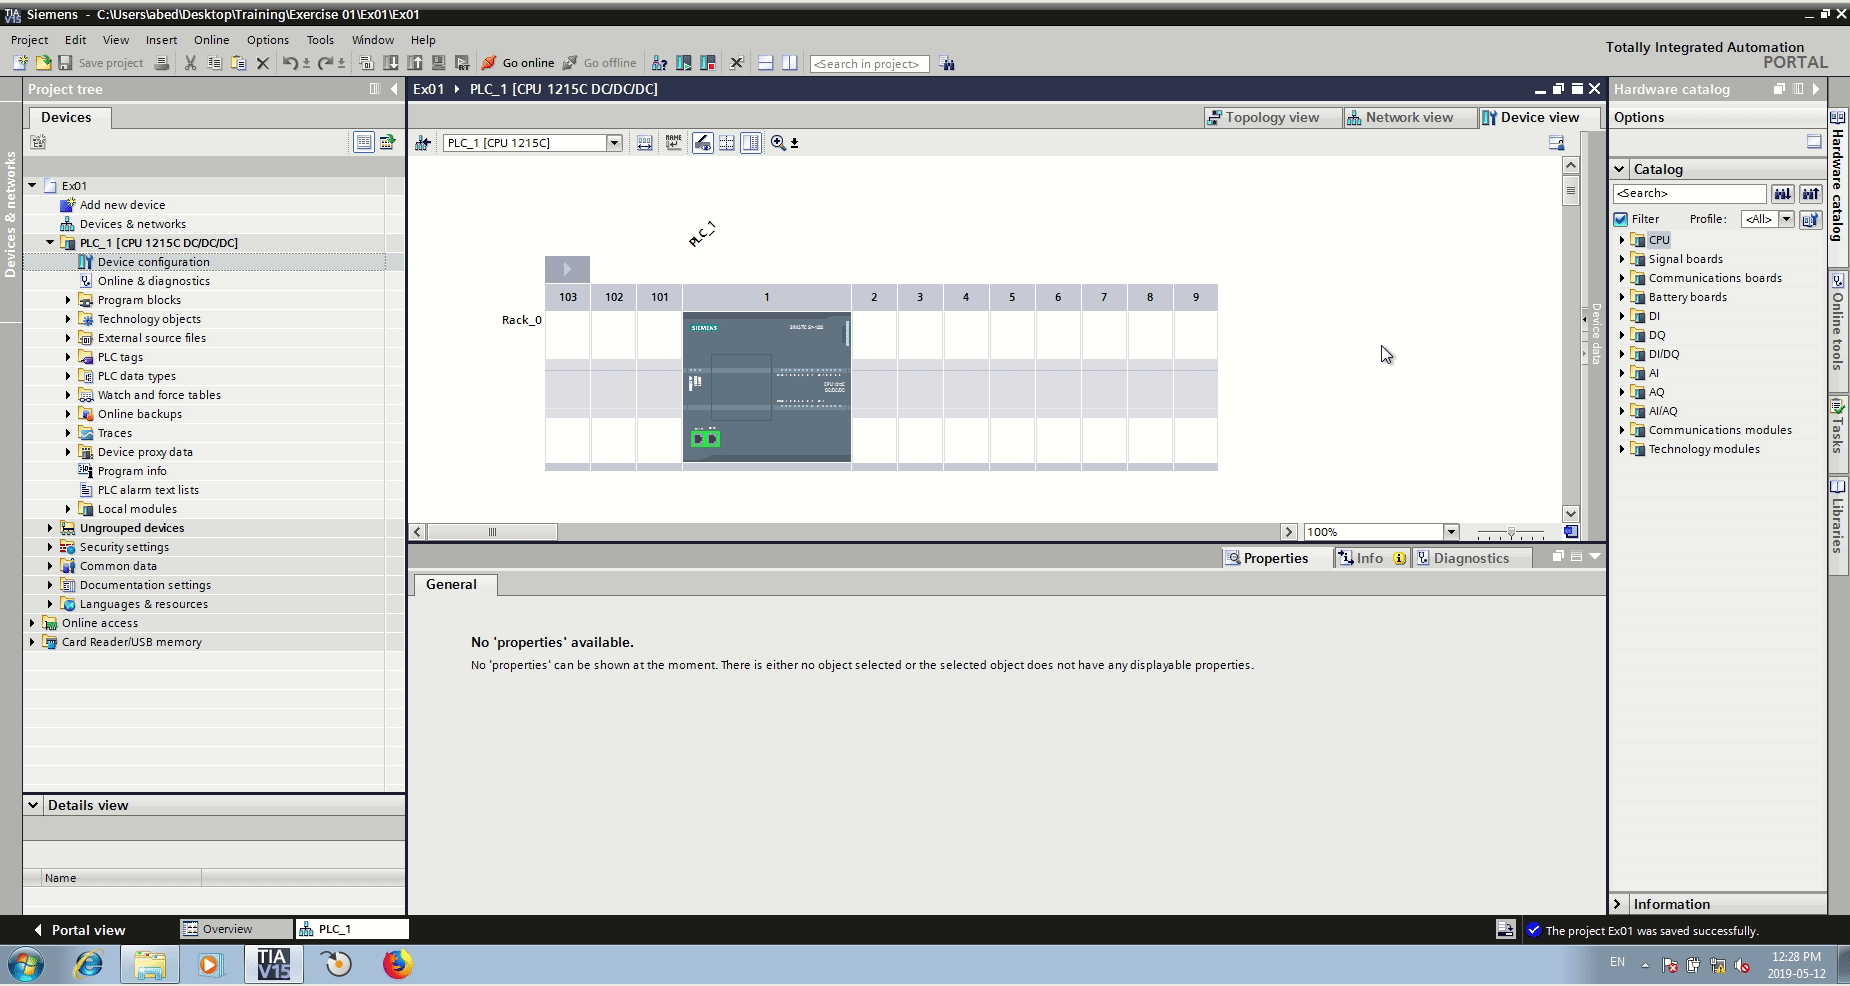 TIA V15 Siemens - C:\Users\abed\Desktop\Training\Exercise 01\Ex01\Ex01
Project Edit View Insert Online Options Tools Window Help
Save project Go online Go offline <Search in project>
Totally Integrated Automation
PORTAL
Project tree
Devices
Devices & networks
Ex01
Add new device
Devices & networks
PLC_1 [CPU 1215C DC/DC/DC]
Device configuration
Online & diagnostics
Program blocks
Technology objects
External source files
PLC tags
PLC data types
Watch and force tables
Online backups
Traces
Device proxy data
Program info
PLC alarm text lists
Local modules
Ungrouped devices
Security settings
Common data
Documentation settings
Languages & resources
Online access
Card Reader/USB memory
Details view
Name
Ex01 PLC_1 [CPU 1215C DC/DC/DC]
Topology view Network view Device view
PLC_1 [CPU 1215C]
PLC_1
103 102 101 1 2 3 4 5 6 7 8 9
Rack_0
SIEMENS SIMATIC S7-1200
CPU 1215C
DC/DC/DC
Device data
100%
Properties Info Diagnostics
General
No 'properties' available.
No 'properties' can be shown at the moment. There is either no object selected or the selected object does not have any displayable properties.
Hardware catalog
Options
Catalog
<Search>
Filter Profile: <All>
CPU
Signal boards
Communications boards
Battery boards
DI
DQ
DI/DQ
AI
AQ
AI/AQ
Communications modules
Technology modules
Information
Hardware catalog
Online tools
Tasks
Libraries
Portal view Overview PLC_1
The project Ex01 was saved successfully.
TIA
V15
EN
12:28 PM
2019-05-12